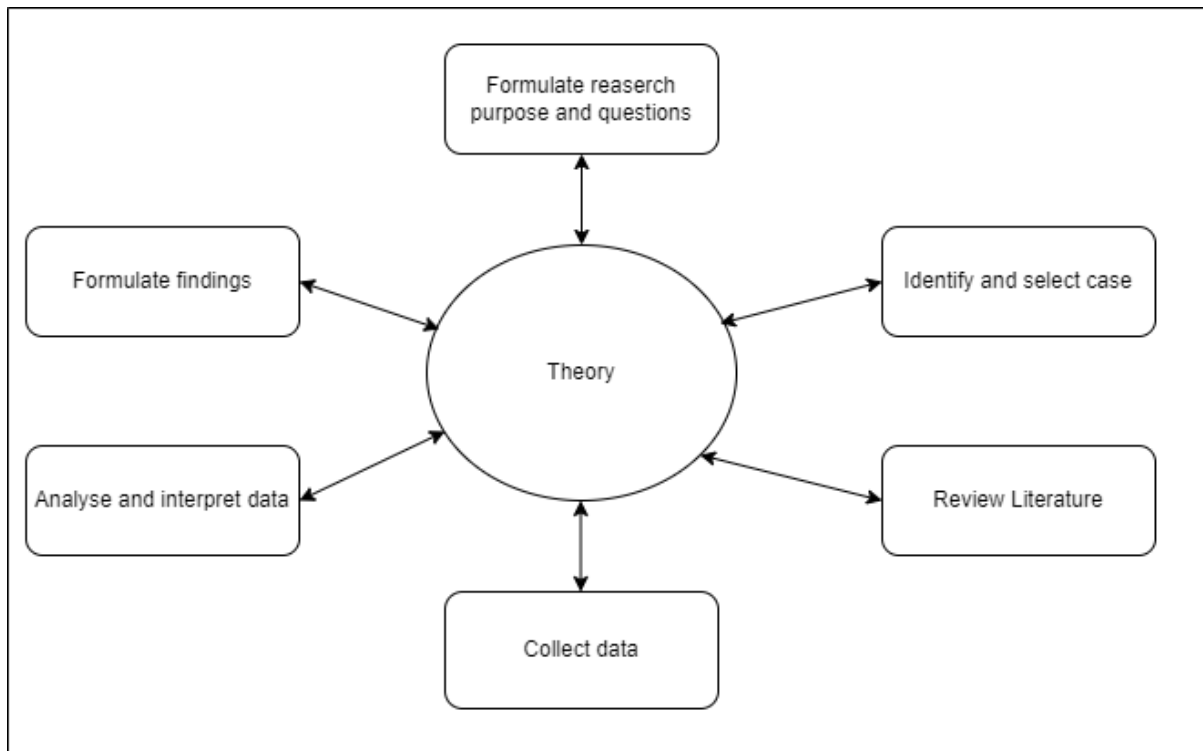 Formulate reaserch
purpose and questions
Formulate findings
Identify and select case
Theory
Analyse and interpret data
Review Literature
Collect data